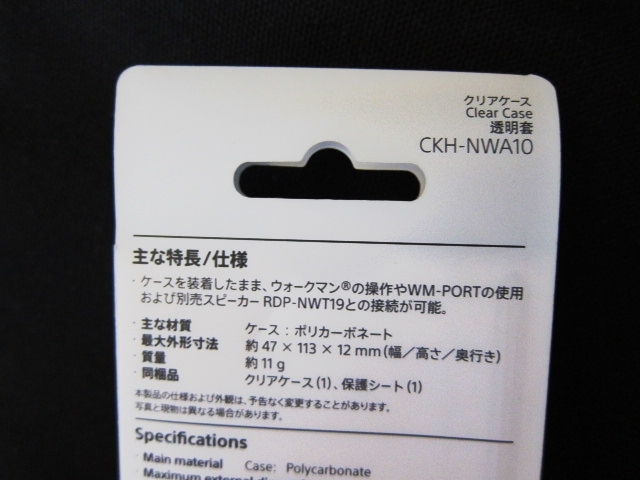 クリアケース
Clear Case
透明套
CKH-NWA10
主な特長/仕様
・ケースを装着したまま、ウォークマン®の操作やWM-PORTの使用
および別売スピーカー RDP-NWT19との接続が可能。
・主な材質 ケース：ポリカーボネート
・最大外形寸法 約 47 × 113 × 12 mm（幅／高さ／奥行き）
・質量 約 11 g
・同梱品 クリアケース（1）、保護シート（1）
本製品の仕様および外観は、予告なく変更することがあります。
写真と現物は異なる場合があります。
Specifications
・Main material Case: Polycarbonate
・Maximum external